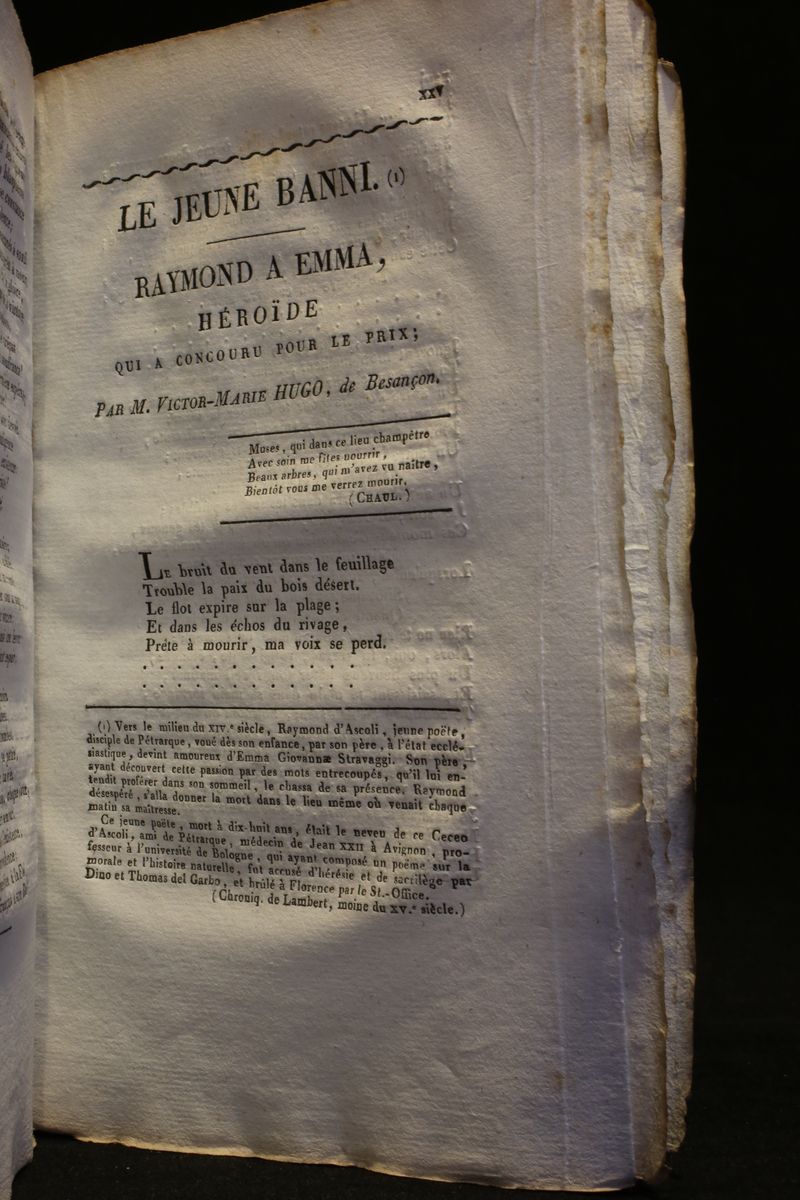 xxv
LE JEUNE BANNI. (1)
RAYMOND A EMMA,
HÉROÏDE
QUI A CONCOURU POUR LE PRIX;
PAR M. VICTOR-MARIE HUGO, de Besançon.
Muses, qui dans ce lieu champêtre
Avec soin me fîtes nourrir,
Beaux arbres, qui m'avez vu naître,
Bientôt vous me verrez mourir.
(CHAUL.)
LE bruit du vent dans le feuillage
Trouble la paix du bois désert.
Le flot expire sur la plage;
Et dans les échos du rivage,
Prête à mourir, ma voix se perd.
. . . . . . . . . . . .
. . . . . . . . . . . .
(1) Vers le milieu du XIV.e siècle, Raymond d'Ascoli, jeune poëte,
disciple de Pétrarque, voué dès son enfance, par son père, à l'état ecclé-
siastique, devint amoureux d'Emma Giovannæ Stravaggi. Son père,
ayant découvert cette passion par des mots entrecoupés, qu'il lui en-
tendit proférer dans son sommeil, le chassa de sa présence. Raymond
désespéré, s'alla donner la mort dans le lieu même où venait chaque
matin sa maîtresse.
Ce jeune poëte, mort à dix-huit ans, était le neveu de ce Cecco
d'Ascoli, ami de Pétrarque, médecin de Jean XXII à Avignon, pro-
fesseur à l'université de Bologne, qui ayant composé un poëme sur la
morale et l'histoire naturelle, fut accusé d'hérésie et de sacrilège par
Dino et Thomas del Garbo, et brûlé à Florence par le St.-Office.
(Chroniq. de Lambert, moine du XV.e siècle.)